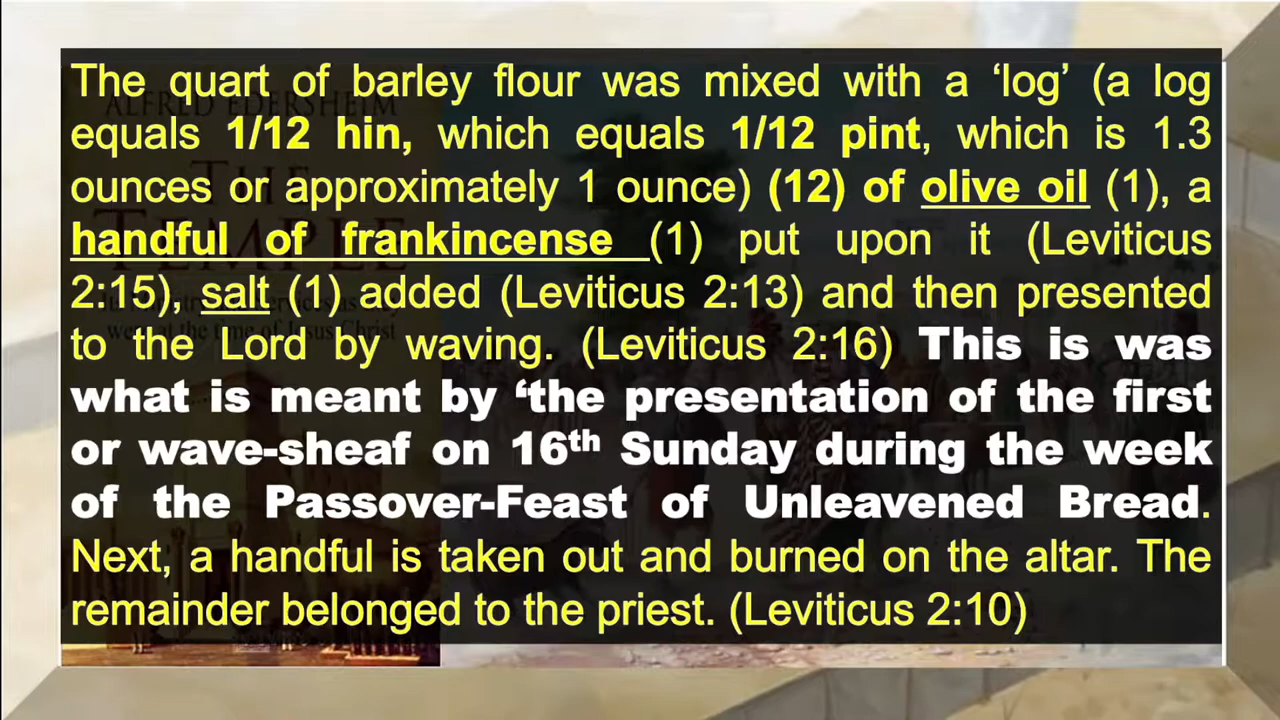 The quart of barley flour was mixed with a ‘log’ (a log
equals 1/12 hin, which equals 1/12 pint, which is 1.3
ounces or approximately 1 ounce) (12) of olive oil (1), a
handful of frankincense (1) put upon it (Leviticus
2:15), salt (1) added (Leviticus 2:13) and then presented
to the Lord by waving. (Leviticus 2:16) This is was
what is meant by ‘the presentation of the first
or wave-sheaf on 16th Sunday during the week
of the Passover-Feast of Unleavened Bread.
Next, a handful is taken out and burned on the altar. The
remainder belonged to the priest. (Leviticus 2:10)
ALFRED EDERSHEIM
THE
TEMPLE